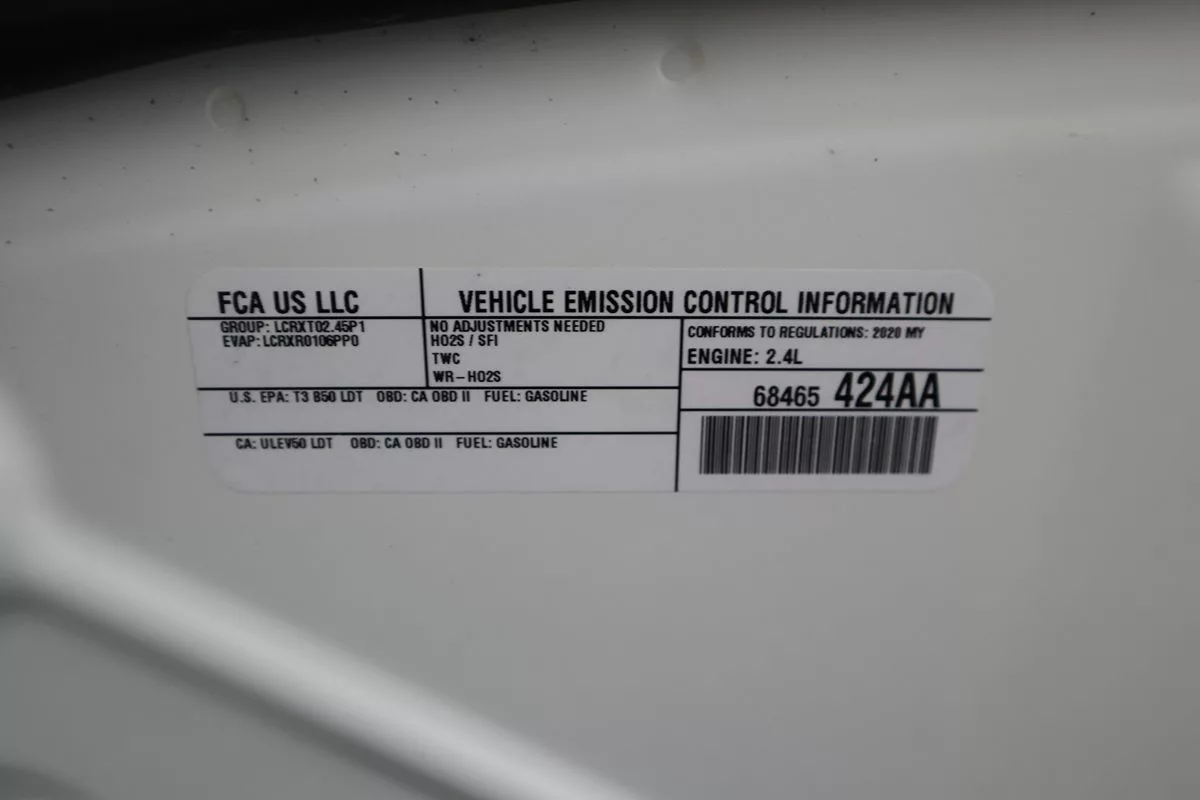 FCA US LLC
VEHICLE EMISSION CONTROL INFORMATION
GROUP: LCRXT02.45P1
EVAP: LCRXR0106PP0
NO ADJUSTMENTS NEEDED
HO2S / SFI
TWC
WR-HO2S
CONFORMS TO REGULATIONS: 2020 MY
ENGINE: 2.4L
68465 424AA
U.S. EPA: T3 B50 LDT OBD: CA OBD II FUEL: GASOLINE
CA: ULEV50 LDT OBD: CA OBD II FUEL: GASOLINE